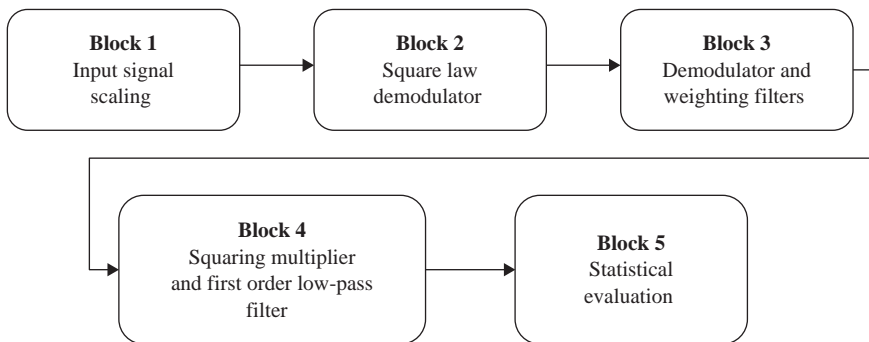 Block 1
Input signal
scaling
Block 2
Square law
demodulator
Block 3
Demodulator and
weighting filters
Block 4
Squaring multiplier
and first order low-pass
filter
Block 5
Statistical
evaluation